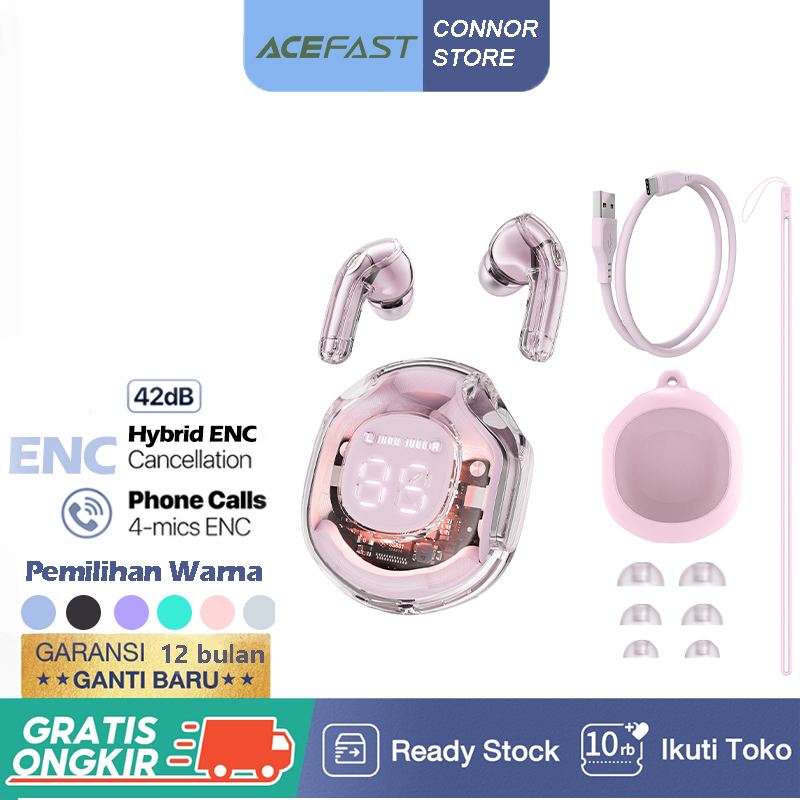 ACEFAST
CONNOR
STORE
42dB
ENC
Hybrid ENC
Cancellation
Phone Calls
4-mics ENC
Pemilihan Warna
GARANSI 12 bulan
★★GANTI BARU★★
GRATIS
ONGKIR
Ready Stock
10rb
Ikuti Toko